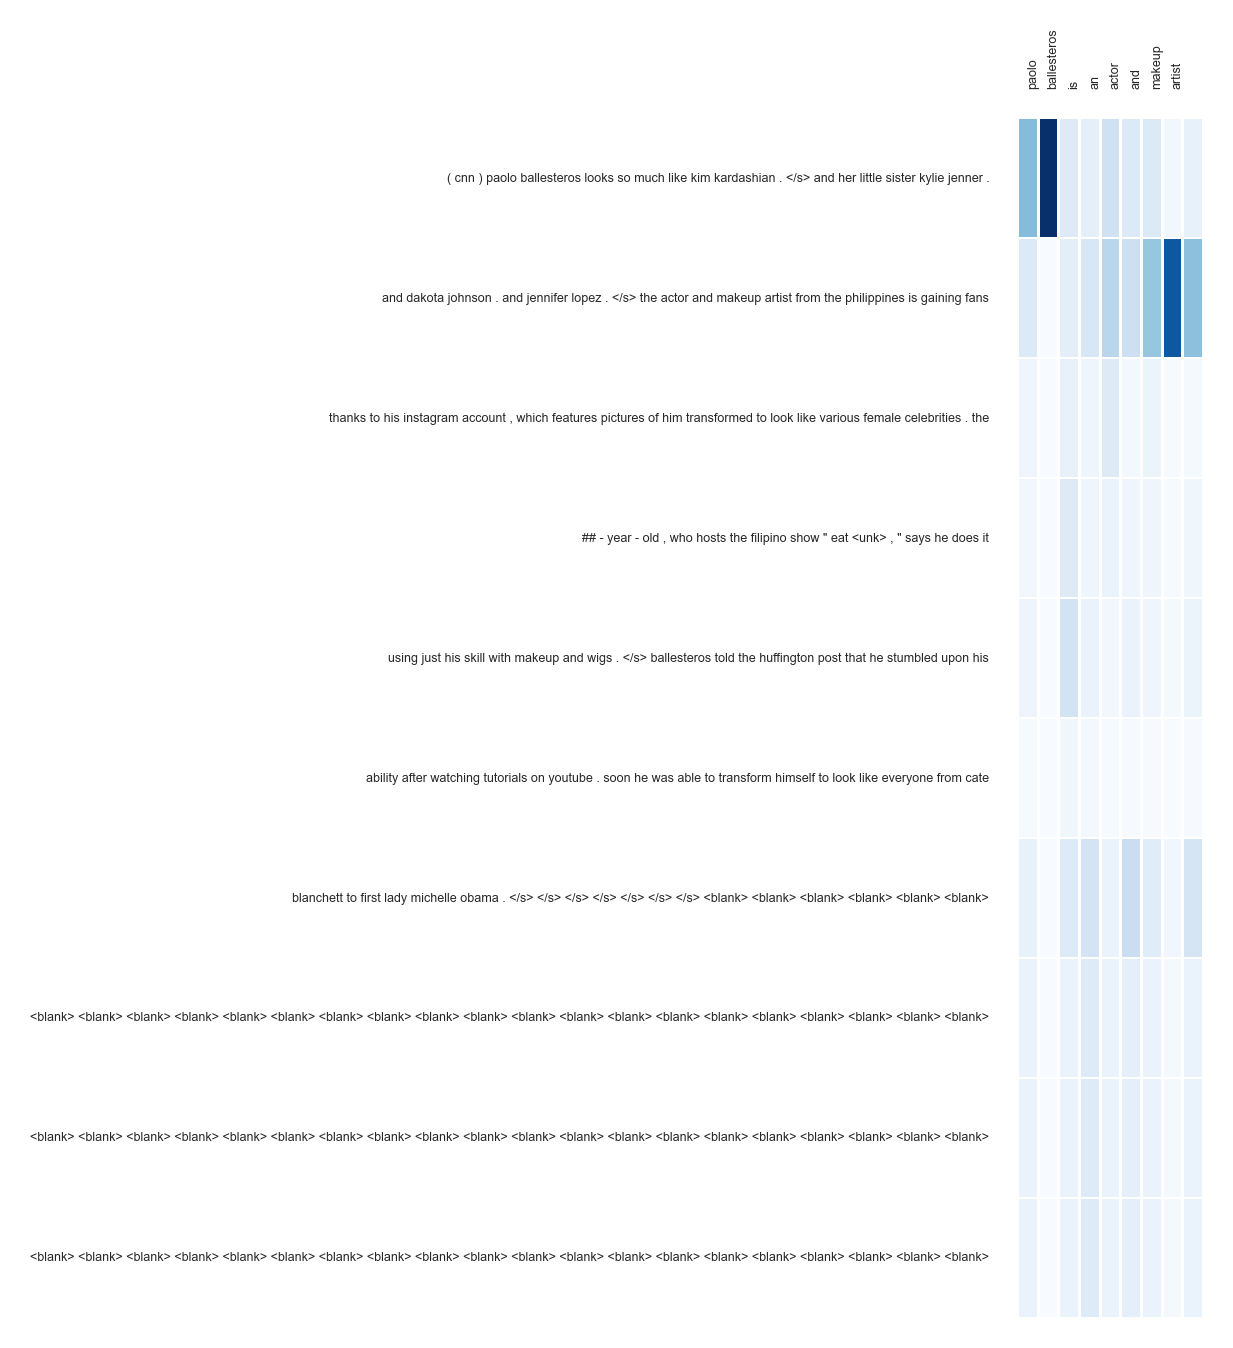 paolo
ballesteros
is
an
actor
and
makeup
artist
( cnn ) paolo ballesteros looks so much like kim kardashian . </s> and her little sister kylie jenner .
and dakota johnson . and jennifer lopez . </s> the actor and makeup artist from the philippines is gaining fans
thanks to his instagram account , which features pictures of him transformed to look like various female celebrities . the
## - year - old , who hosts the filipino show " eat <unk> , " says he does it
using just his skill with makeup and wigs . </s> ballesteros told the huffington post that he stumbled upon his
ability after watching tutorials on youtube . soon he was able to transform himself to look like everyone from cate
blanchett to first lady michelle obama . </s> </s> </s> </s> </s> </s> </s> <blank> <blank> <blank> <blank> <blank> <blank>
<blank> <blank> <blank> <blank> <blank> <blank> <blank> <blank> <blank> <blank> <blank> <blank> <blank> <blank> <blank> <blank> <blank> <blank> <blank> <blank>
<blank> <blank> <blank> <blank> <blank> <blank> <blank> <blank> <blank> <blank> <blank> <blank> <blank> <blank> <blank> <blank> <blank> <blank> <blank> <blank>
<blank> <blank> <blank> <blank> <blank> <blank> <blank> <blank> <blank> <blank> <blank> <blank> <blank> <blank> <blank> <blank> <blank> <blank> <blank> <blank>